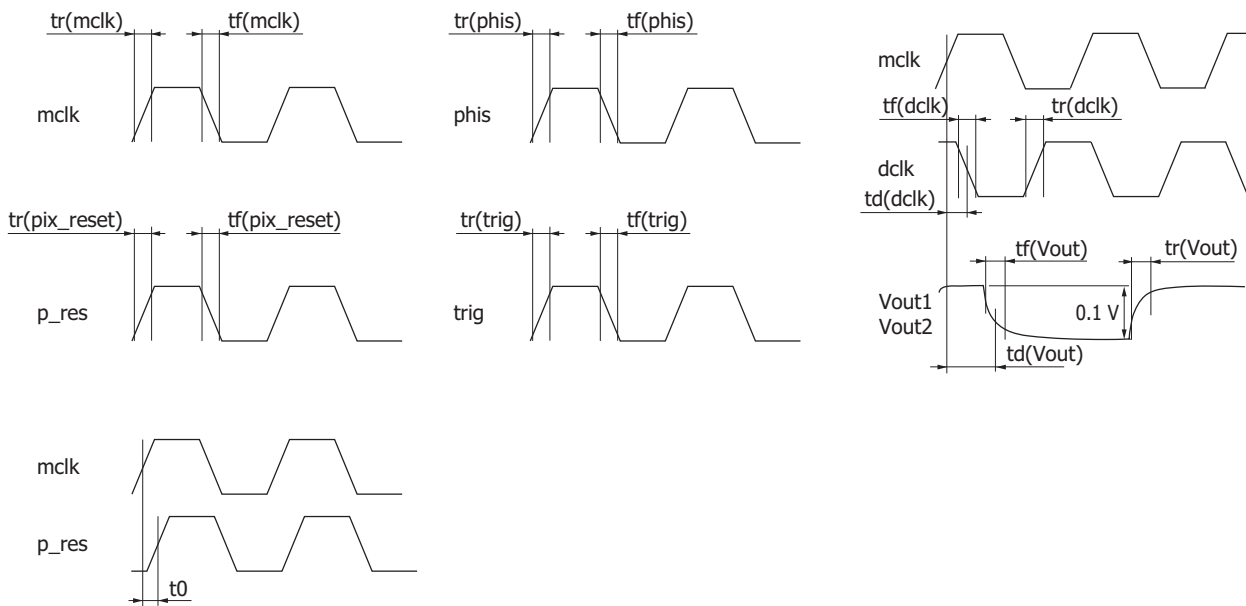 tr(mclk) tf(mclk)
mclk
tr(phis) tf(phis)
phis
mclk
tf(dclk) tr(dclk)
dclk
td(dclk)
tr(pix_reset) tf(pix_reset)
p_res
tr(trig) tf(trig)
trig
tf(Vout) tr(Vout)
Vout1
Vout2
0.1 V
td(Vout)
mclk
p_res
t0